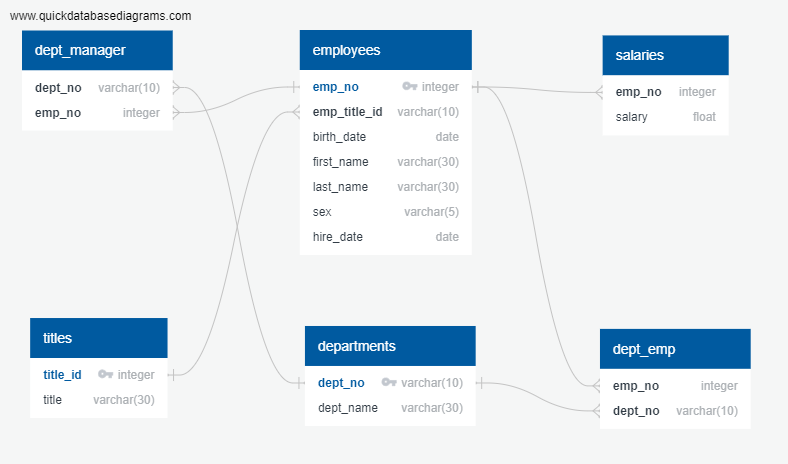 www.quickdatabasediagrams.com
dept_manager
dept_no varchar(10)
emp_no integer
employees
emp_no integer
emp_title_id varchar(10)
birth_date date
first_name varchar(30)
last_name varchar(30)
sex varchar(5)
hire_date date
salaries
emp_no integer
salary float
titles
title_id integer
title varchar(30)
departments
dept_no varchar(10)
dept_name varchar(30)
dept_emp
emp_no integer
dept_no varchar(10)